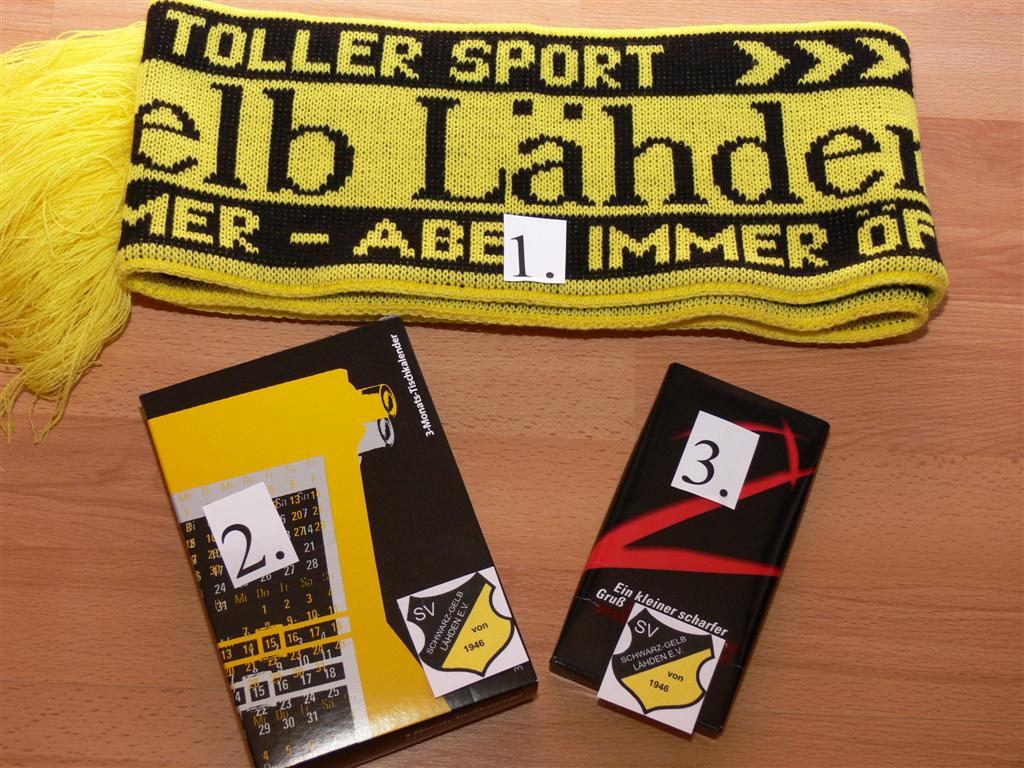 TOLLER SPORT
elb Lähden
MER - ABE IMMER ÖF
1.
3-Monats-Tischkalender
2.
SV
SCHWARZ-GELB
LÄHDEN E.V.
von
1946
3.
Ein kleiner scharfer
Gruß
SV
SCHWARZ-GELB
LÄHDEN E.V.
von
1946